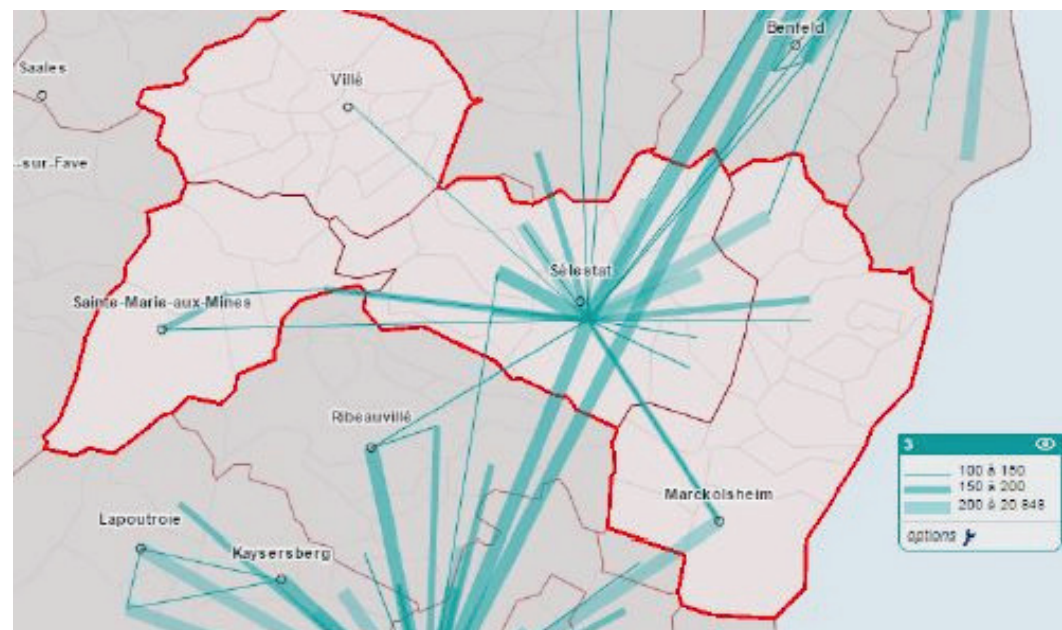 Benfeld
Saales
Villé
-sur-Fave
Sélestat
Sainte-Marie-aux-Mines
Ribeauvillé
3
100 à 150
150 à 200
200 à 20 848
options
Marckolsheim
Lapoutroie
Kaysersberg